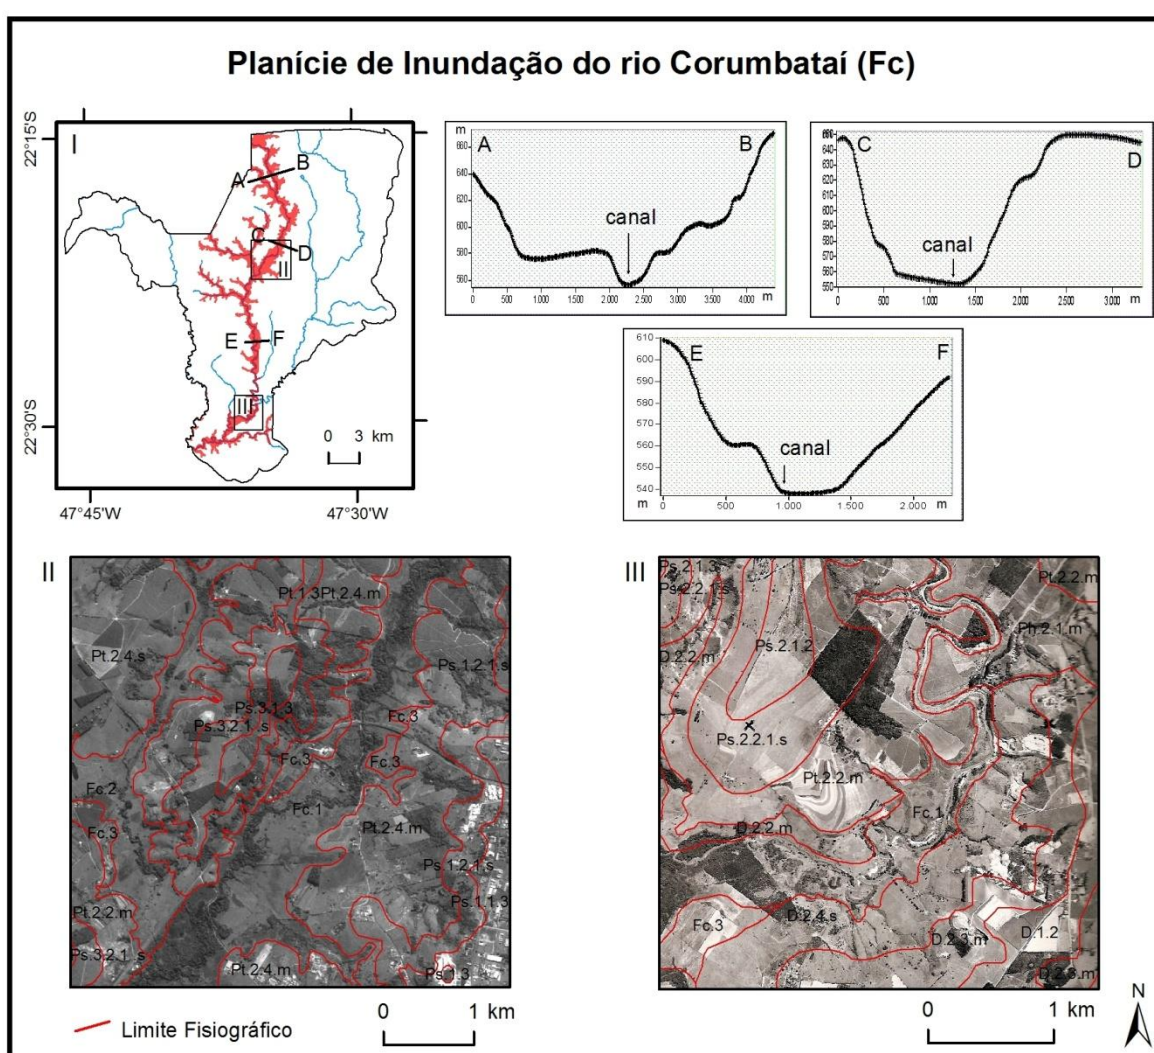 Planície de Inundação do rio Corumbataí (Fc)
22°15'S
22°30'S
47°45'W
47°30'W
I
A
B
C
D
II
E
F
III
0 3 km
m
A
B
640
620
600
580
560
canal
0 500 1.000 1.500 2.000 2.500 3.000 3.500 4.000
m
C
D
canal
0 500 1.000 1.500 2.000 2.500 3.000
m
610
600
580
560
540
m
E
F
canal
0 500 1.000 1.500 2.000
m
II
Pt.1.3
Pt.2.4.m
Pt.2.4.s
Ps.1.2.1.s
Ps.3.1.3
Ps.3.2.1.s
Fc.3
Fc.3
Fc.3
Fc.2
Fc.1
Fc.3
Pt.2.4.m
Ps.1.2.1.s
Pt.2.2.m
Ps.1.1.3
Ps.3.2.1.s
Pt.2.4.m
Ps.1.3
III
Ps.2.1.3
Ps.2.2.1.s
Pt.2.2.m
D.2.2.m
Ps.2.1.2
Ph.2.1.m
Ps.2.2.1.s
Pt.2.2.m
Fc.1
D.2.2.m
D.2.4.s
Fc.3
D.2.3.m
D.1.2
D.2.3.m
Limite Fisiográfico
0 1 km
0 1 km
N